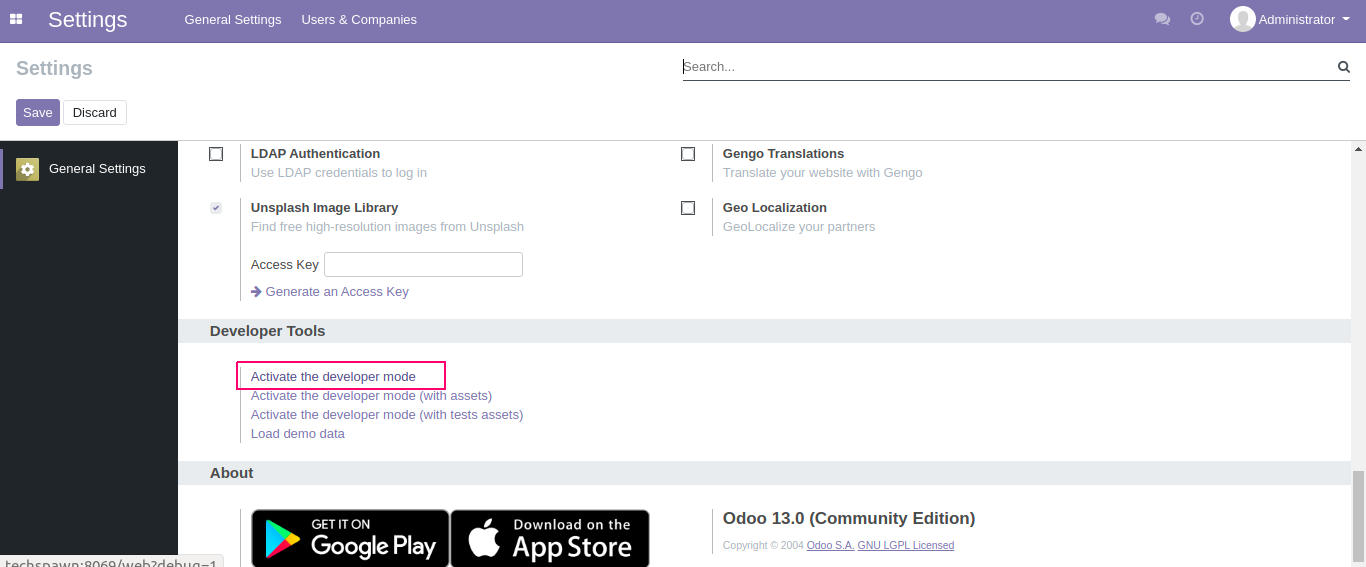 Settings General Settings Users & Companies Administrator
Settings
Search...
Save Discard
General Settings
LDAP Authentication
Use LDAP credentials to log in
Gengo Translations
Translate your website with Gengo
Unsplash Image Library
Find free high-resolution images from Unsplash
Geo Localization
GeoLocalize your partners
Access Key
Generate an Access Key
Developer Tools
Activate the developer mode
Activate the developer mode (with assets)
Activate the developer mode (with tests assets)
Load demo data
About
GET IT ON
Google Play
Download on the
App Store
Odoo 13.0 (Community Edition)
Copyright © 2004 Odoo S.A. GNU LGPL Licensed
techspawn:8069/web?debug=1